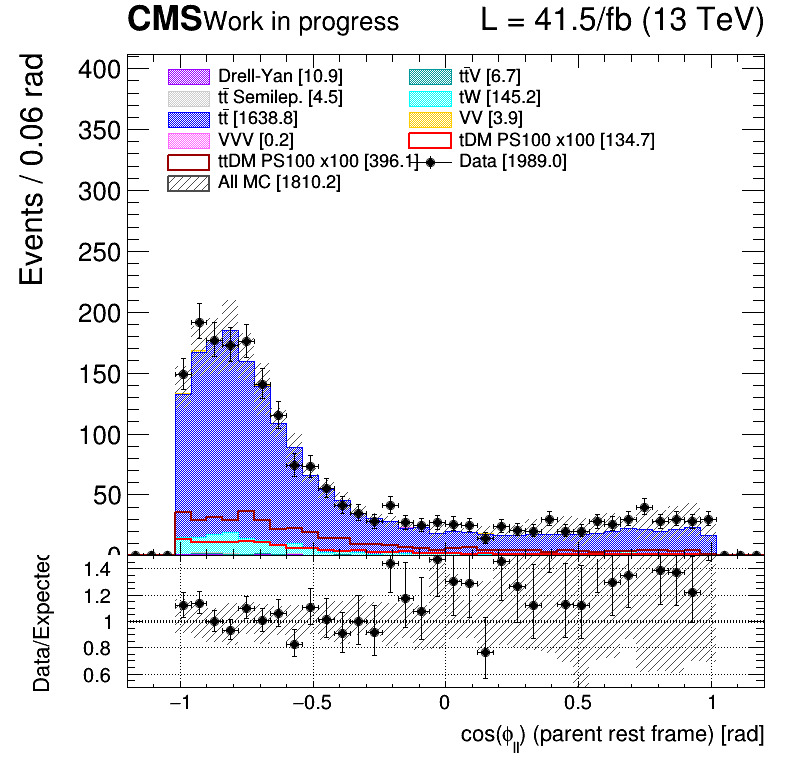 CMS Work in progress L = 41.5/fb (13 TeV)
Events / 0.06 rad
400
350
300
250
200
150
100
50
0
Drell-Yan [10.9]
tt̄ Semilep. [4.5]
tt̄ [1638.8]
VVV [0.2]
ttDM PS100 x100 [396.1]
All MC [1810.2]
tt̄V [6.7]
tW [145.2]
VV [3.9]
tDM PS100 x100 [134.7]
Data [1989.0]
Data/Expected
1.4
1.2
1
0.8
0.6
−1 −0.5 0 0.5 1
cos(ϕll) (parent rest frame) [rad]